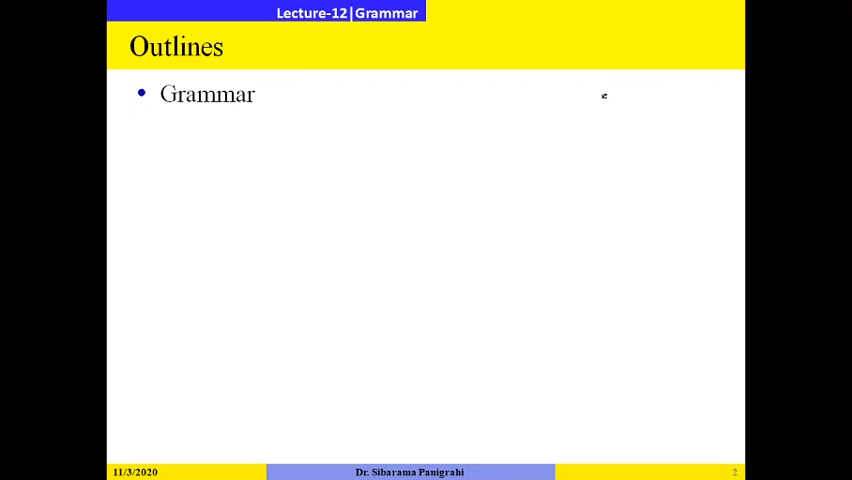 Lecture-12|Grammar
Outlines
• Grammar
11/3/2020
Dr. Sibarama Panigrahi
2